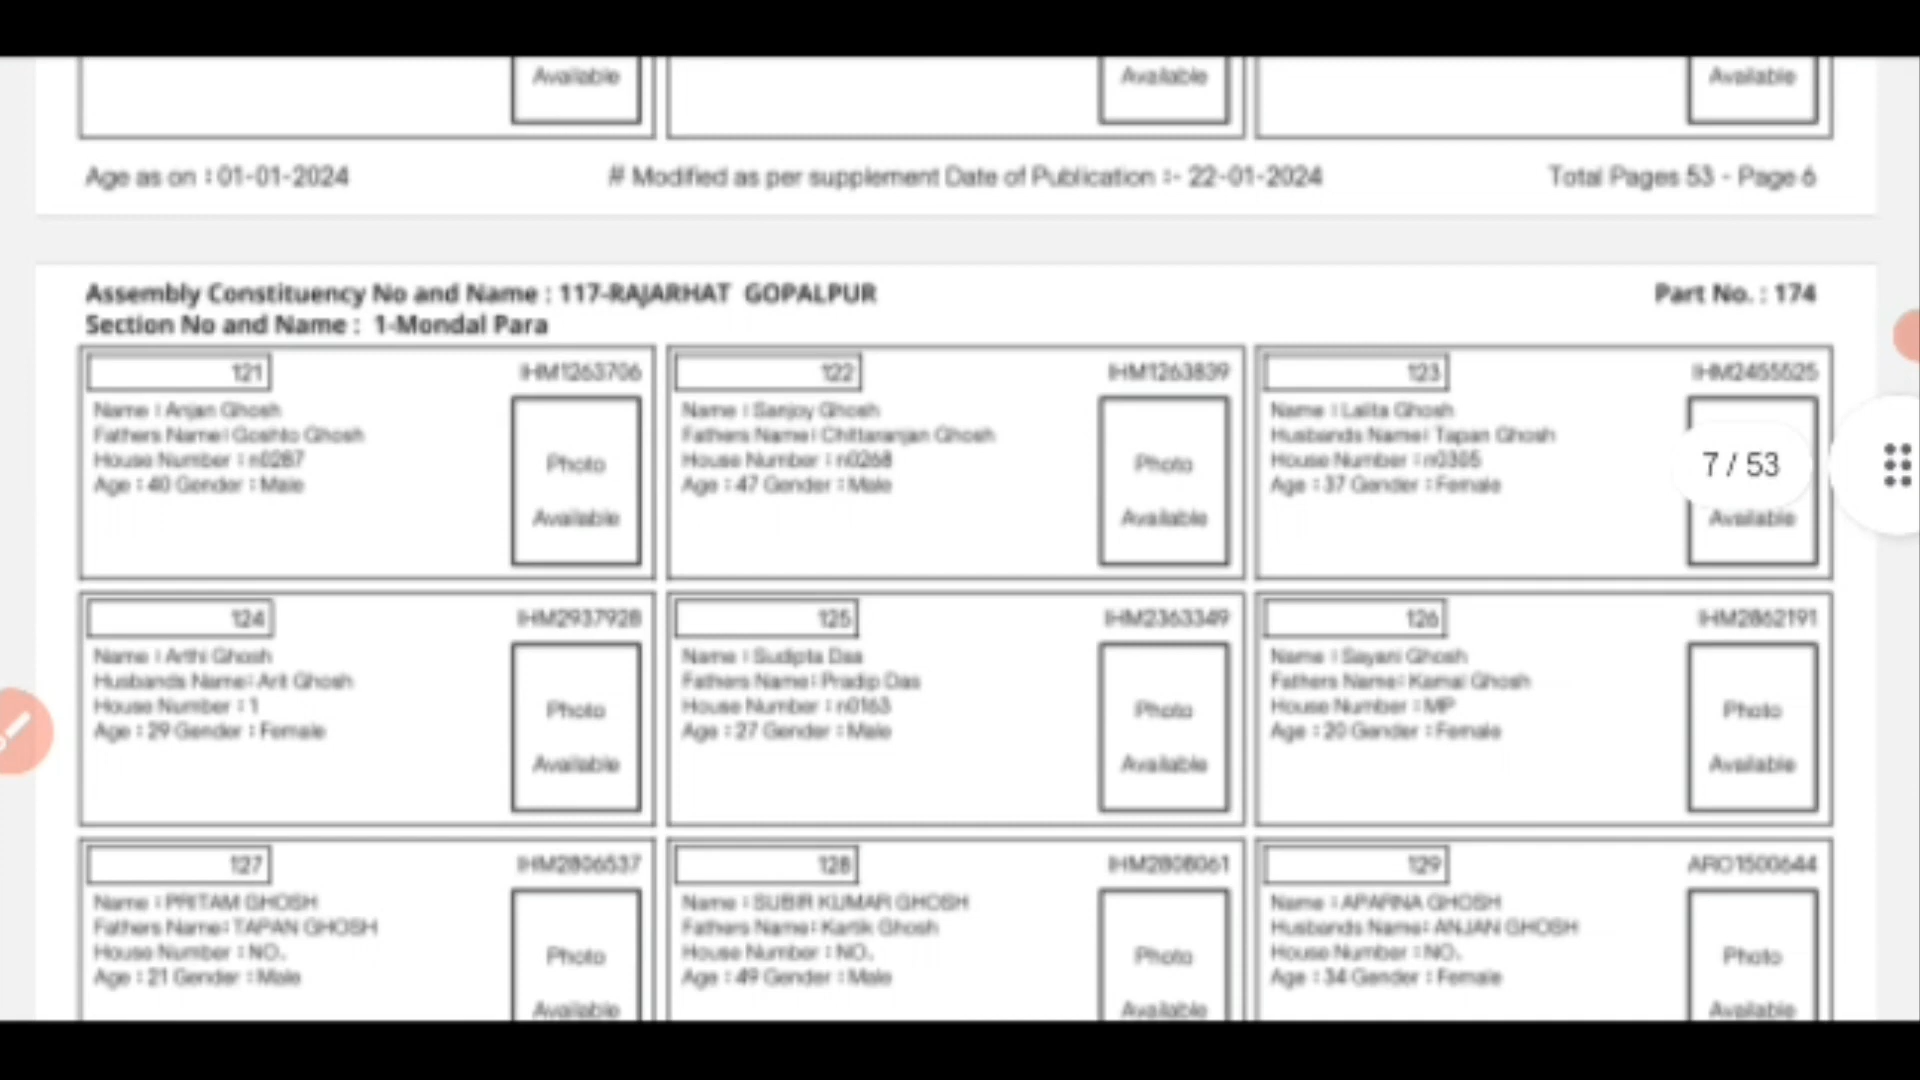 Available Available Available
Age as on : 01-01-2024 # Modified as per supplement Date of Publication :- 22-01-2024 Total Pages 53 - Page 6
Assembly Constituency No and Name : 117-RAJARHAT GOPALPUR Part No. : 174
Section No and Name : 1-Mondal Para
121 IHM1263706
Name : Anjan Ghosh
Fathers Name: Goshto Ghosh
House Number : n0287
Age : 40 Gender : Male
Photo
Available
122 IHM1263839
Name : Sanjoy Ghosh
Fathers Name: Chittaranjan Ghosh
House Number : n0268
Age : 47 Gender : Male
Photo
Available
123 IHM2455525
Name : Lalita Ghosh
Husbands Name: Tapan Ghosh
House Number : n0305
Age : 37 Gender : Female
7 / 53
Available
124 IHM2937928
Name : Arthi Ghosh
Husbands Name: Arit Ghosh
House Number : 1
Age : 29 Gender : Female
Photo
Available
125 IHM2363349
Name : Sudipta Das
Fathers Name: Pradip Das
House Number : n0163
Age : 27 Gender : Male
Photo
Available
126 IHM2862191
Name : Sayani Ghosh
Fathers Name: Kamal Ghosh
House Number : MP
Age : 20 Gender : Female
Photo
Available
127 IHM2806537
Name : PRITAM GHOSH
Fathers Name: TAPAN GHOSH
House Number : NO.
Age : 21 Gender : Male
Photo
Available
128 IHM2808061
Name : SUBIR KUMAR GHOSH
Fathers Name: Kartik Ghosh
House Number : NO.
Age : 49 Gender : Male
Photo
Available
129 ARO1500644
Name : APARNA GHOSH
Husbands Name: ANJAN GHOSH
House Number : NO.
Age : 34 Gender : Female
Photo
Available